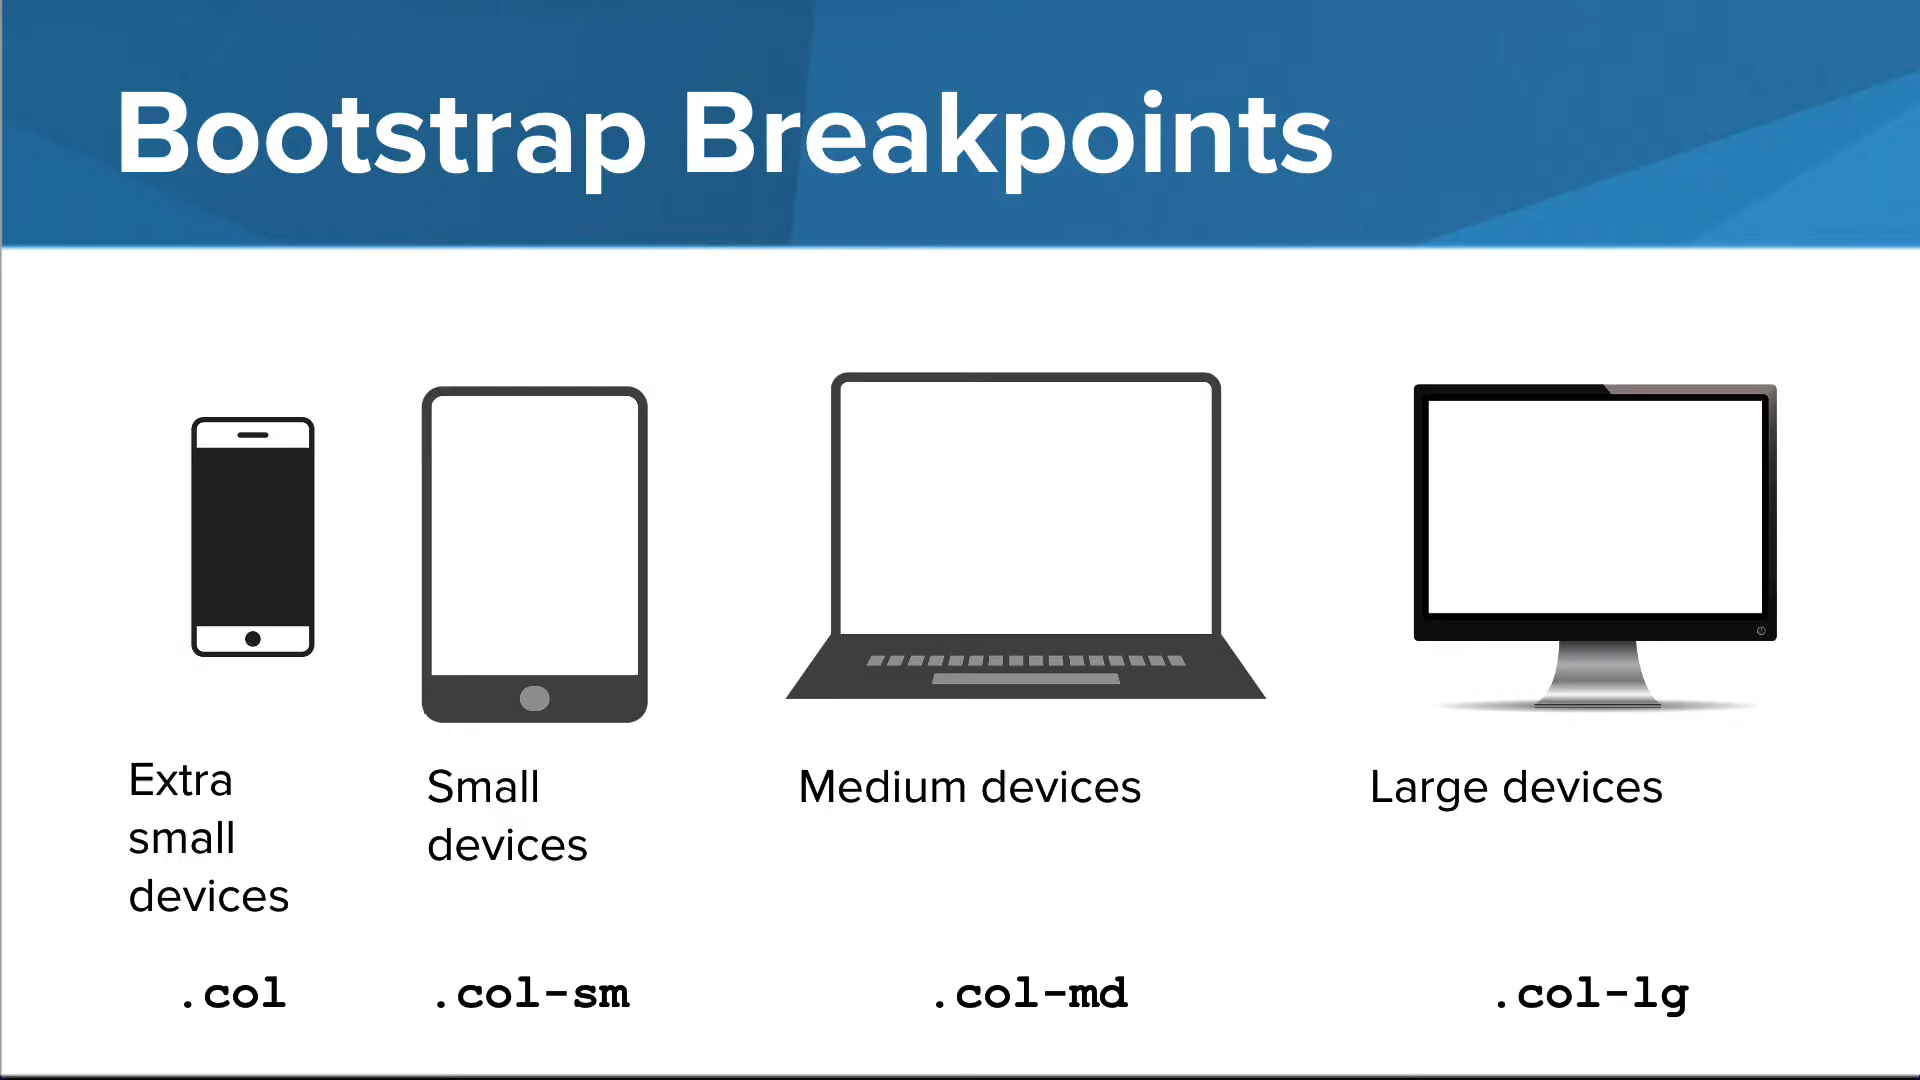 Bootstrap Breakpoints
Extra
small
devices
Small
devices
Medium devices
Large devices
.col
.col-sm
.col-md
.col-lg